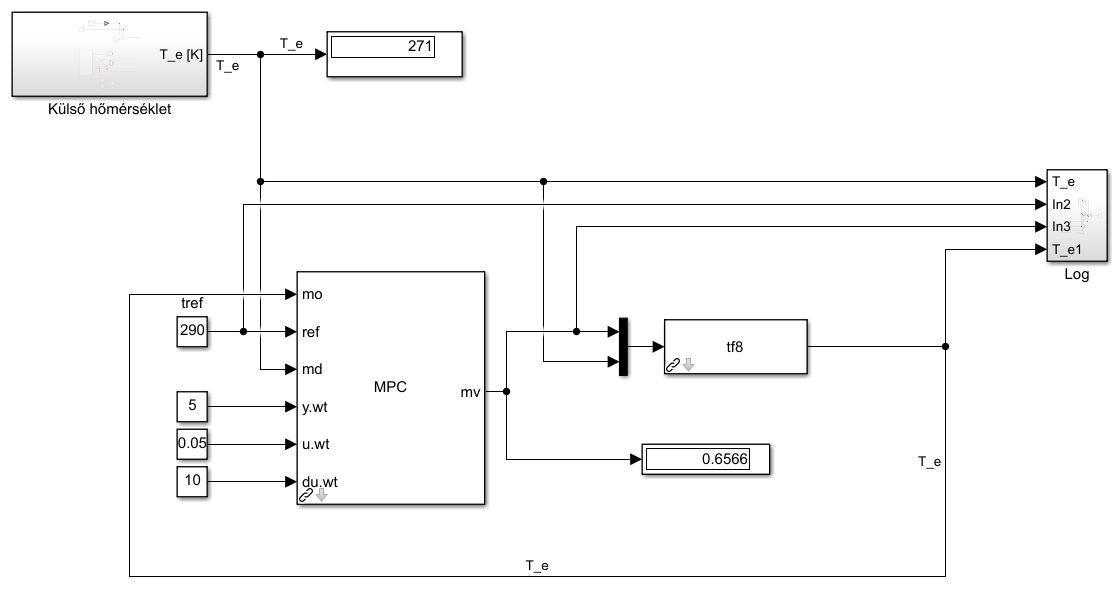 T_e [K]
T_e
T_e
271
Külső hőmérséklet
T_e
In2
In3
T_e1
Log
tref
290
5
0.05
10
mo
ref
md
y.wt
u.wt
du.wt
MPC
mv
tf8
0.6566
T_e
T_e